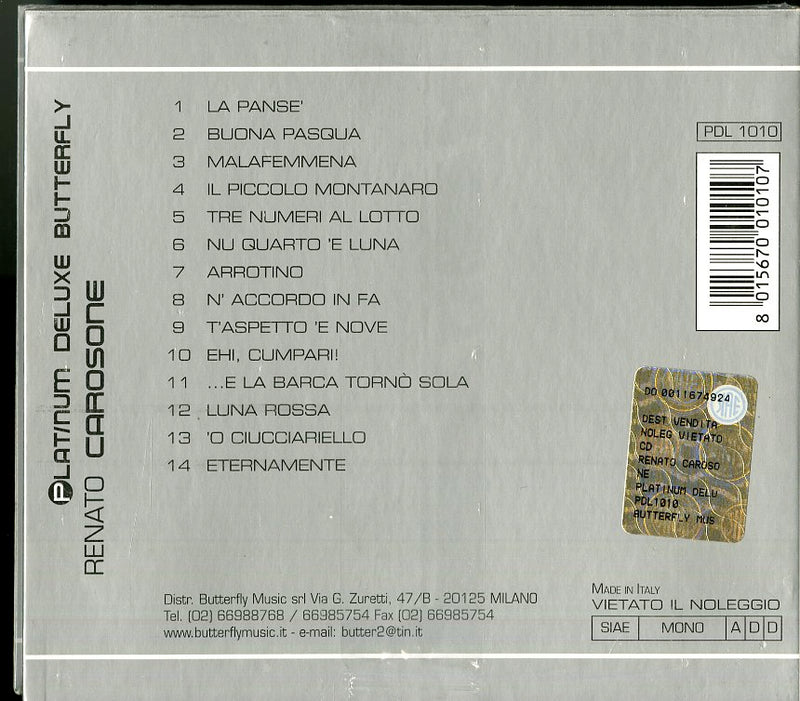 PLATINUM DELUXE BUTTERFLY
RENATO CAROSONE
1 LA PANSE'
2 BUONA PASQUA
3 MALAFEMMENA
4 IL PICCOLO MONTANARO
5 TRE NUMERI AL LOTTO
6 NU QUARTO 'E LUNA
7 ARROTINO
8 N' ACCORDO IN FA
9 T'ASPETTO 'E NOVE
10 EHI, CUMPARI!
11 ...E LA BARCA TORNÒ SOLA
12 LUNA ROSSA
13 'O CIUCCIARIELLO
14 ETERNAMENTE
PDL 1010
8 015670 010107
DO 0011674924
DEST VENDITA
NOLEG VIETATO
CD
RENATO CAROSO
NE
PLATINUM DELU
PDL1010
BUTTERFLY MUS
Distr. Butterfly Music srl Via G. Zuretti, 47/B - 20125 MILANO
Tel. (02) 66988768 / 66985754 Fax (02) 66985754
www.butterflymusic.it - e-mail: butter2@tin.it
MADE IN ITALY
VIETATO IL NOLEGGIO
SIAE MONO A D D